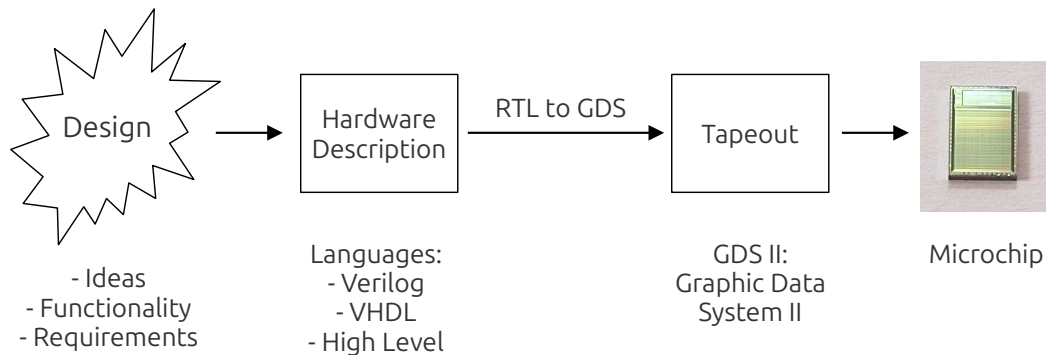 Design
Hardware
Description
RTL to GDS
Tapeout
- Ideas
- Functionality
- Requirements
Languages:
- Verilog
- VHDL
- High Level
GDS II:
Graphic Data
System II
Microchip